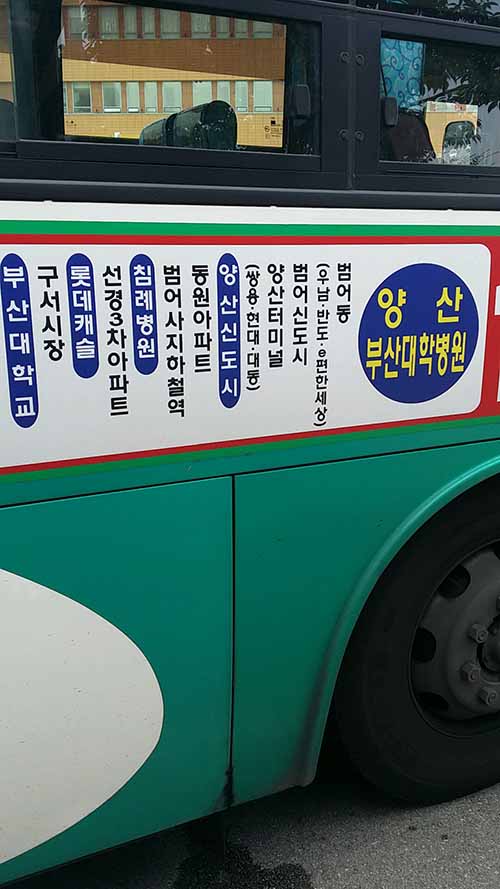 부산대학교
구서시장
롯데캐슬
선경3차아파트
침례병원
범어사지하철역
동원아파트
양산신도시
(쌍용·현대·대동)
양산터미널
범어신도시
(우남·반도·e편한세상)
범어동
양 산
부산대학병원